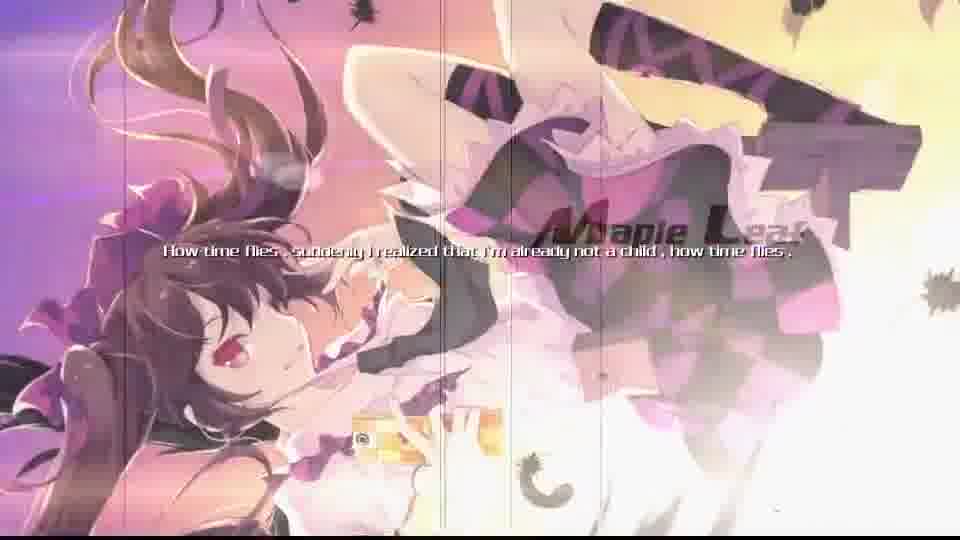 Maple Leaf
How time flies , suddenly I realized that I'm already not a child , how time flies .